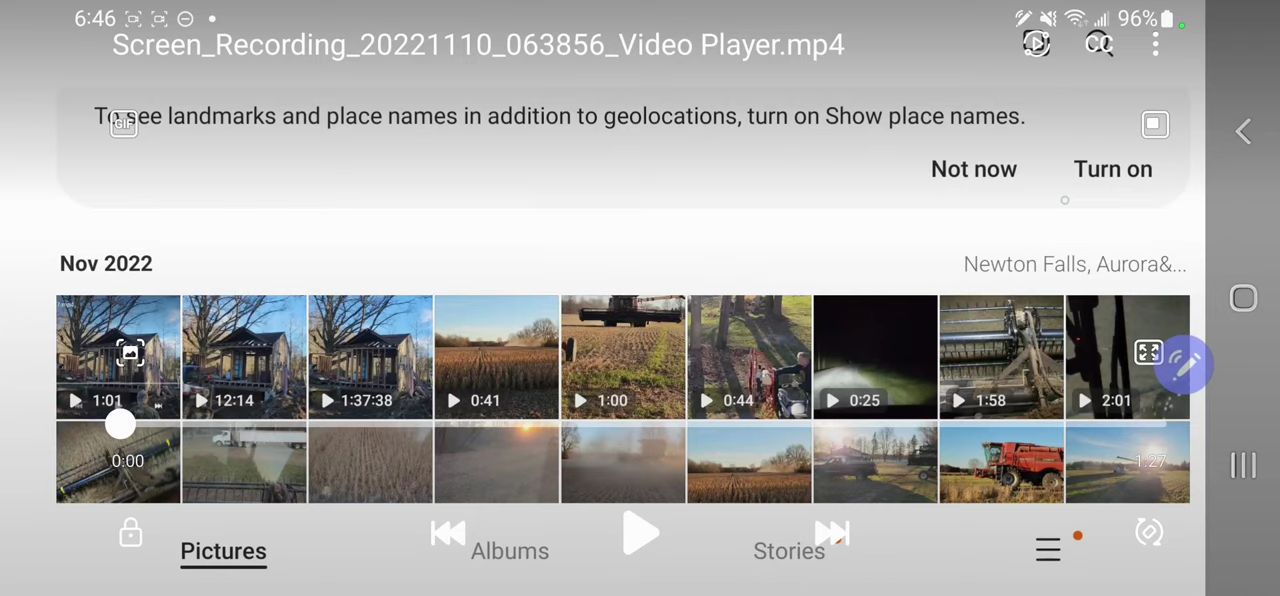 6:46
96%
Screen_Recording_20221110_063856_Video Player.mp4
CC
To see landmarks and place names in addition to geolocations, turn on Show place names.
GIF
Not now
Turn on
Nov 2022
Newton Falls, Aurora&...
1:01
12:14
1:37:38
0:41
1:00
0:44
0:25
1:58
2:01
0:00
1:27
Pictures
Albums
Stories